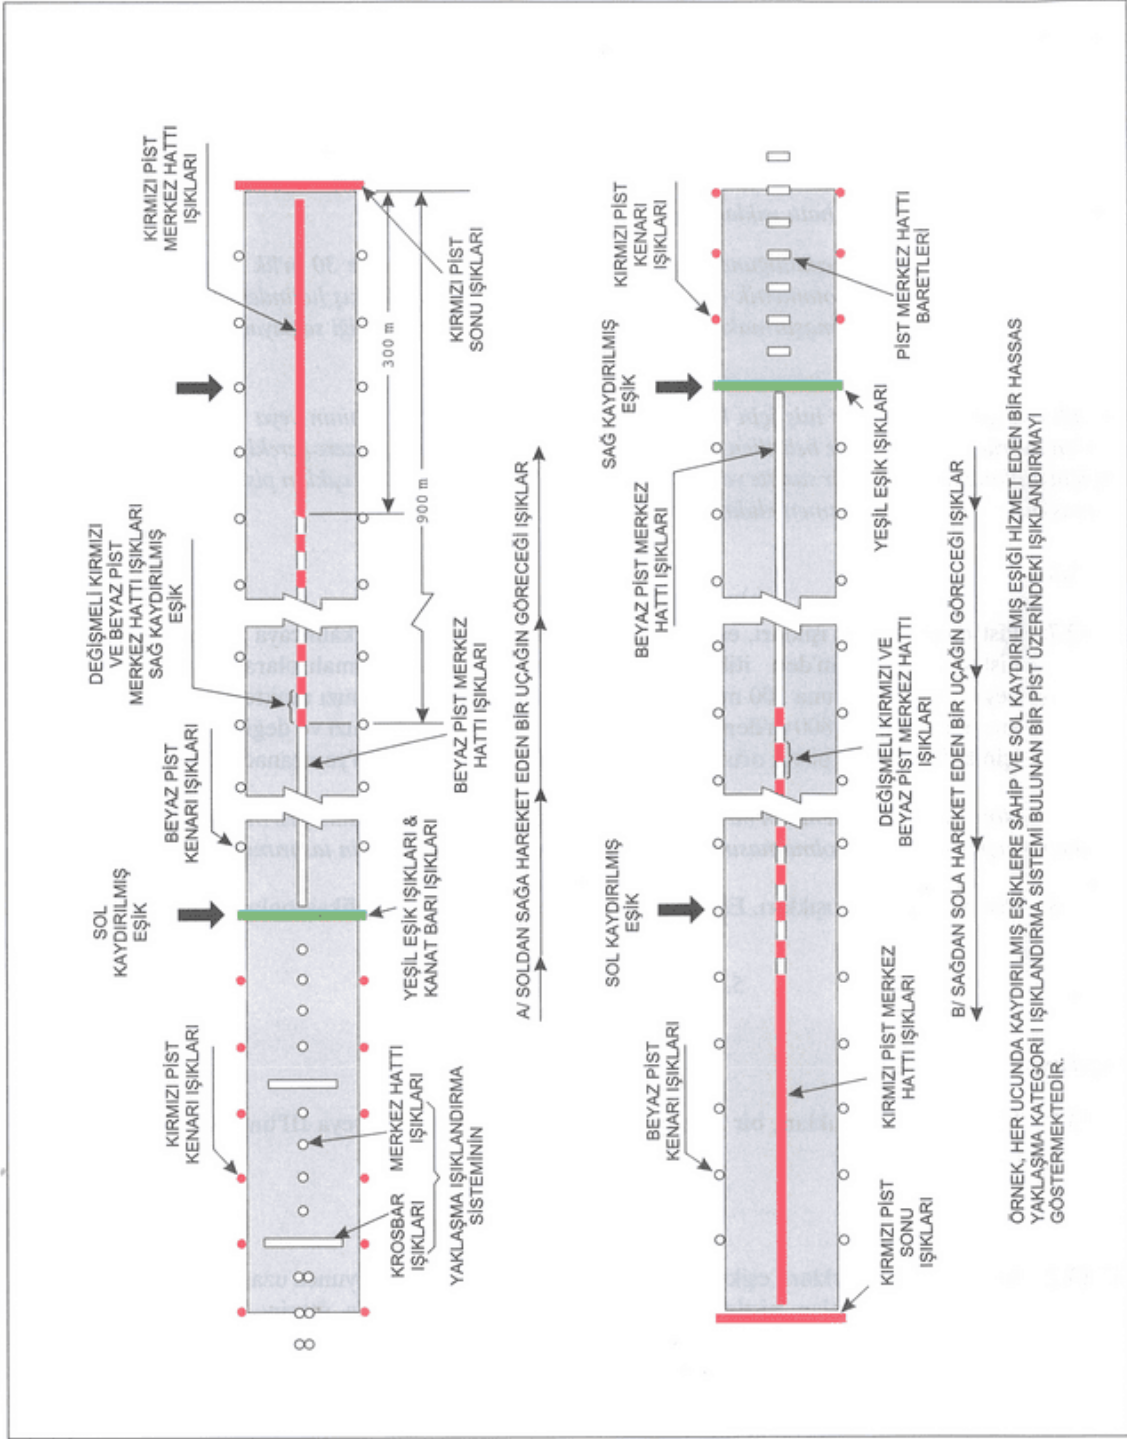 KIRMIZI PİST
MERKEZ HATTI
IŞIKLARI
DEĞİŞMELİ KIRMIZI
VE BEYAZ PİST
MERKEZ HATTI IŞIKLARI
SAĞ KAYDIRILMIŞ
EŞİK
BEYAZ PİST
KENARI IŞIKLARI
SOL
KAYDIRILMIŞ
EŞİK
KIRMIZI PİST
KENARI IŞIKLARI
KROSBAR
IŞIKLARI
MERKEZ HATTI
IŞIKLARI
YAKLAŞMA IŞIKLANDIRMA
SİSTEMİNİN
YEŞİL EŞİK IŞIKLARI &
KANAT BARI IŞIKLARI
BEYAZ PİST MERKEZ
HATTI IŞIKLARI
300 m
900 m
KIRMIZI PİST
SONU IŞIKLARI
A/ SOLDAN SAĞA HAREKET EDEN BİR UÇAĞIN GÖRECEĞİ IŞIKLAR
BEYAZ PİST
KENARI IŞIKLARI
SOL KAYDIRILMIŞ
EŞİK
BEYAZ PİST MERKEZ
HATTI IŞIKLARI
SAĞ KAYDIRILMIŞ
EŞİK
KIRMIZI PİST
KENARI
IŞIKLARI
KIRMIZI PİST
SONU
IŞIKLARI
KIRMIZI PİST MERKEZ
HATTI IŞIKLARI
DEĞİŞMELİ KIRMIZI VE
BEYAZ PİST MERKEZ HATTI
IŞIKLARI
YEŞİL EŞİK IŞIKLARI
PİST MERKEZ HATTI
BARETLERİ
B/ SAĞDAN SOLA HAREKET EDEN BİR UÇAĞIN GÖRECEĞİ IŞIKLAR
ÖRNEK, HER UCUNDA KAYDIRILMIŞ EŞİKLERE SAHİP VE SOL KAYDIRILMIŞ EŞİĞİ HİZMET EDEN BİR HASSAS
YAKLAŞMA KATEGORİ I IŞIKLANDIRMA SİSTEMİ BULUNAN BİR PİST ÜZERİNDEKİ IŞIKLANDIRMAYI
GÖSTERMEKTEDİR.